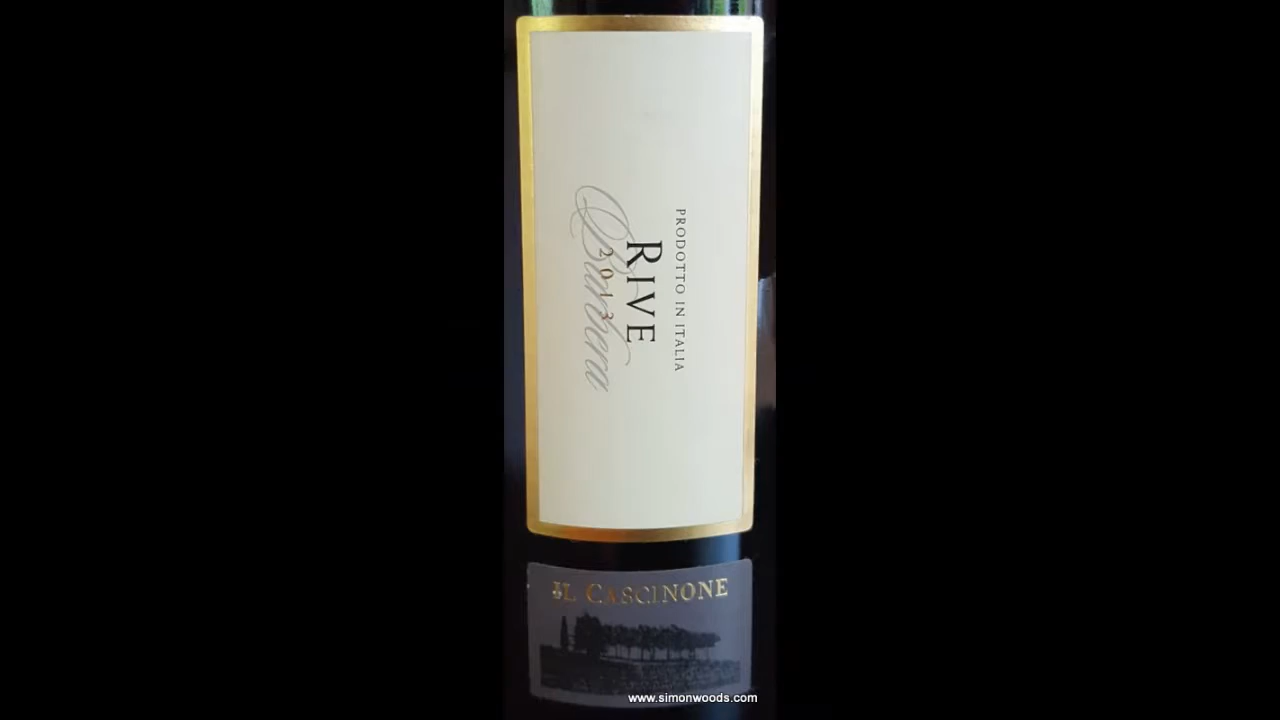 PRODOTTO IN ITALIA
RIVE
2013
Barbera
IL CASCINONE
www.simonwoods.com